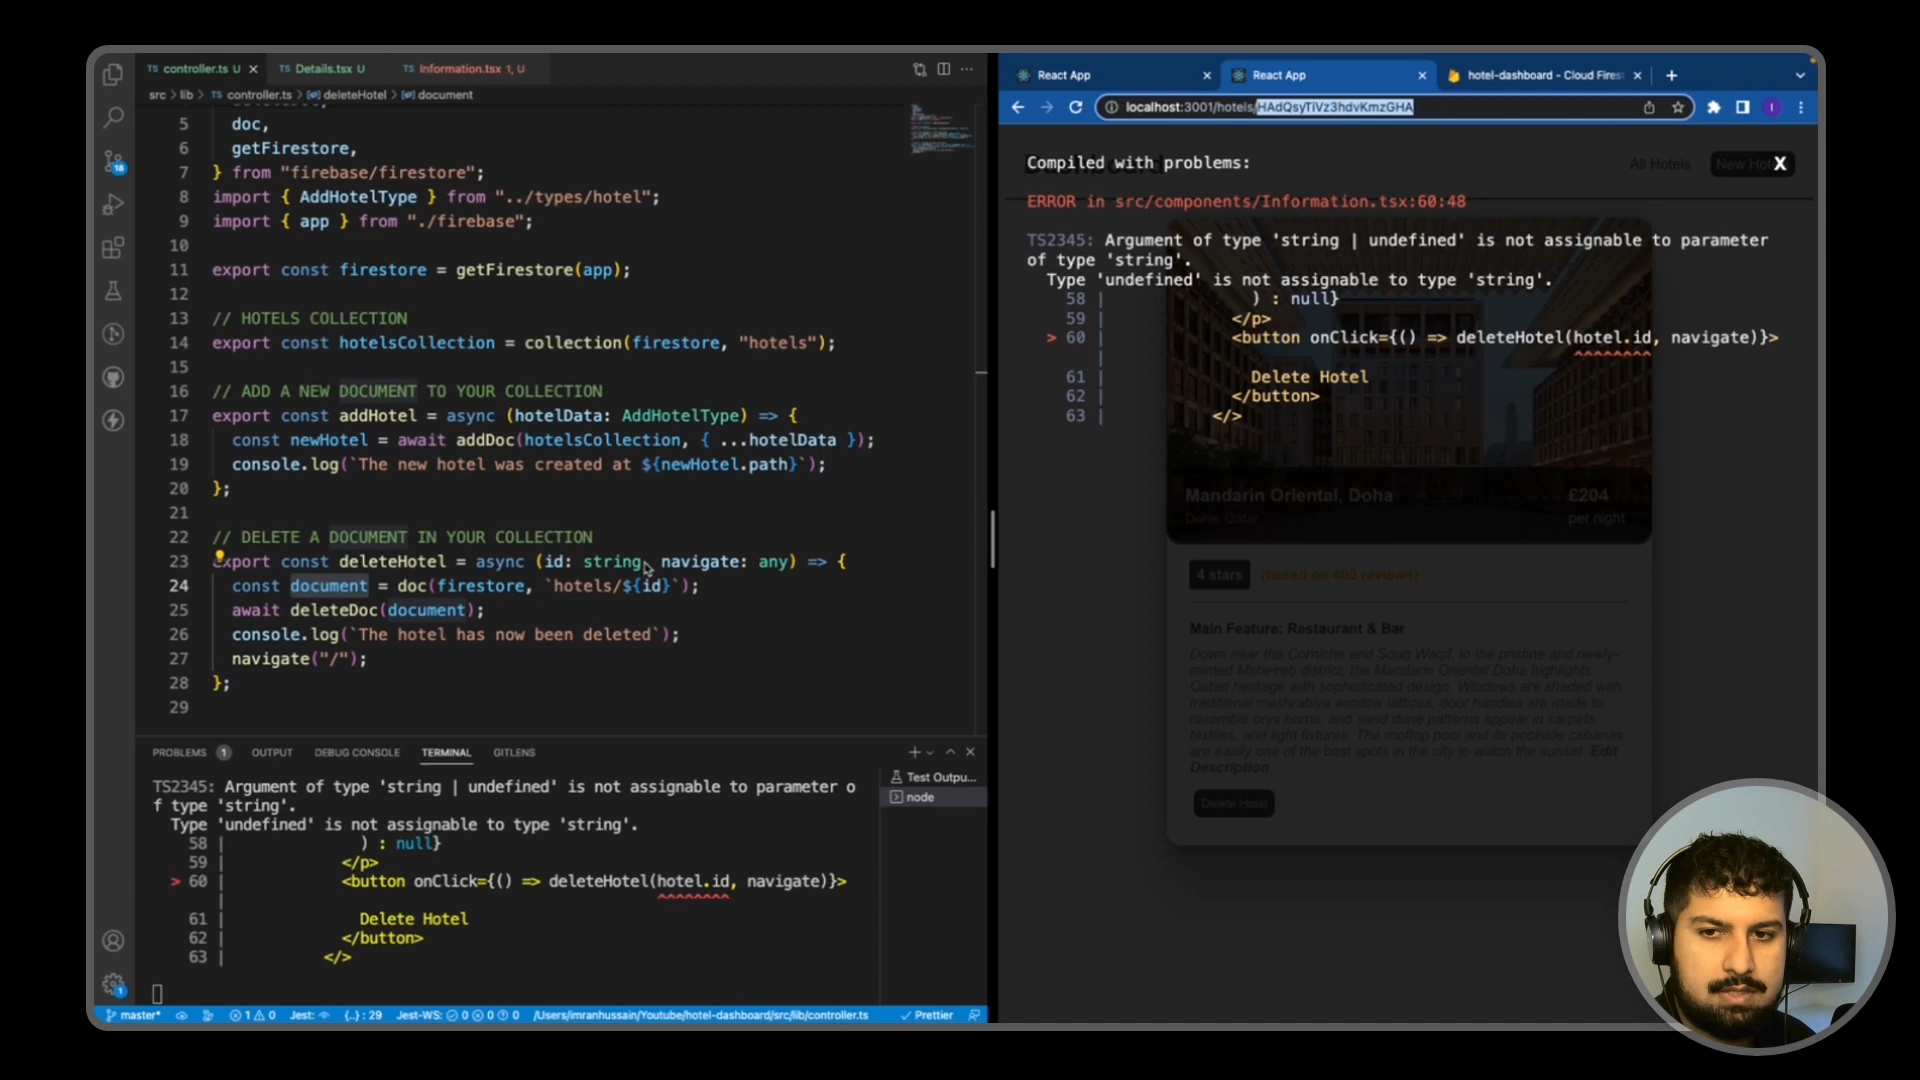 TS controller.ts U
TS Details.tsx U
TS Information.tsx 1, U
src > lib > TS controller.ts > deleteHotel > document
5 doc,
6 getFirestore,
7 } from "firebase/firestore";
8 import { AddHotelType } from "../types/hotel";
9 import { app } from "./firebase";
10
11 export const firestore = getFirestore(app);
12
13 // HOTELS COLLECTION
14 export const hotelsCollection = collection(firestore, "hotels");
15
16 // ADD A NEW DOCUMENT TO YOUR COLLECTION
17 export const addHotel = async (hotelData: AddHotelType) => {
18 const newHotel = await addDoc(hotelsCollection, { ...hotelData });
19 console.log(`The new hotel was created at ${newHotel.path}`);
20 };
21
22 // DELETE A DOCUMENT IN YOUR COLLECTION
23 export const deleteHotel = async (id: string, navigate: any) => {
24 const document = doc(firestore, `hotels/${id}`);
25 await deleteDoc(document);
26 console.log(`The hotel has now been deleted`);
27 navigate("/");
28 };
29
PROBLEMS 1 OUTPUT DEBUG CONSOLE TERMINAL GITLENS
TS2345: Argument of type 'string | undefined' is not assignable to parameter o
f type 'string'.
Type 'undefined' is not assignable to type 'string'.
58 | ) : null}
59 | </p>
> 60 | <button onClick={() => deleteHotel(hotel.id, navigate)}>
| ^^^^^^^^
61 | Delete Hotel
62 | </button>
63 | </>
Test Outpu...
node
18
1
master* 1 0 Jest: {..} : 29 Jest-WS: 0 0 0 /Users/imranhussain/Youtube/hotel-dashboard/src/lib/controller.ts Prettier
React App
React App
hotel-dashboard - Cloud Fires
localhost:3001/hotels/HAdQsyTiVz3hdvKmzGHA
I
Compiled with problems:
X
Dashboard
All Hotels
New Hotel
ERROR in src/components/Information.tsx:60:48
TS2345: Argument of type 'string | undefined' is not assignable to parameter
of type 'string'.
Type 'undefined' is not assignable to type 'string'.
58 | ) : null}
59 | </p>
> 60 | <button onClick={() => deleteHotel(hotel.id, navigate)}>
| ^^^^^^^^
61 | Delete Hotel
62 | </button>
63 | </>
Mandarin Oriental, Doha
£204
Doha, Qatar
per night
4 stars
(based on 400 reviews)
Main Feature: Restaurant & Bar
Down near the Corniche and Souq Waqif, in the pristine and newly-
minted Msheireb district, the Mandarin Oriental Doha highlights
Qatari heritage with sophisticated design. Windows are shaded with
traditional meshrabiya window lattices, door handles are made to
resemble oryx horns, and sand dune patterns appear in carpets,
textiles, and light fixtures. The rooftop pool and its poolside cabanas
are easily one of the best spots in the city to watch the sunset. Edit
Description
Delete Hotel